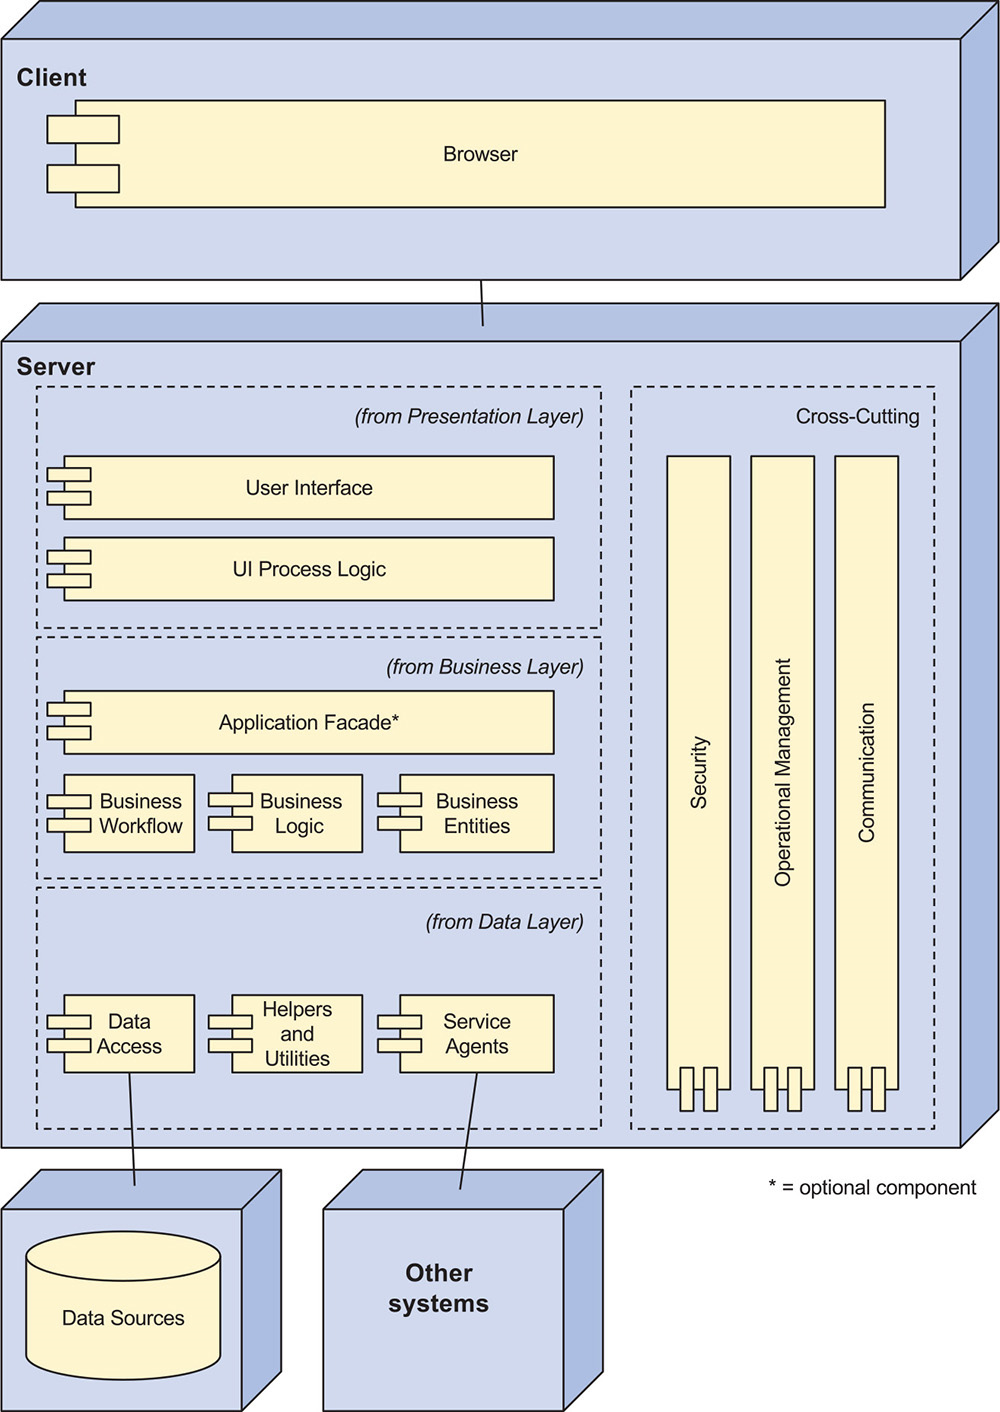 Client
Browser
Server
(from Presentation Layer)
User Interface
UI Process Logic
(from Business Layer)
Application Facade*
Business
Workflow
Business
Logic
Business
Entities
(from Data Layer)
Data
Access
Helpers
and
Utilities
Service
Agents
Cross-Cutting
Security
Operational Management
Communication
* = optional component
Data Sources
Other
systems